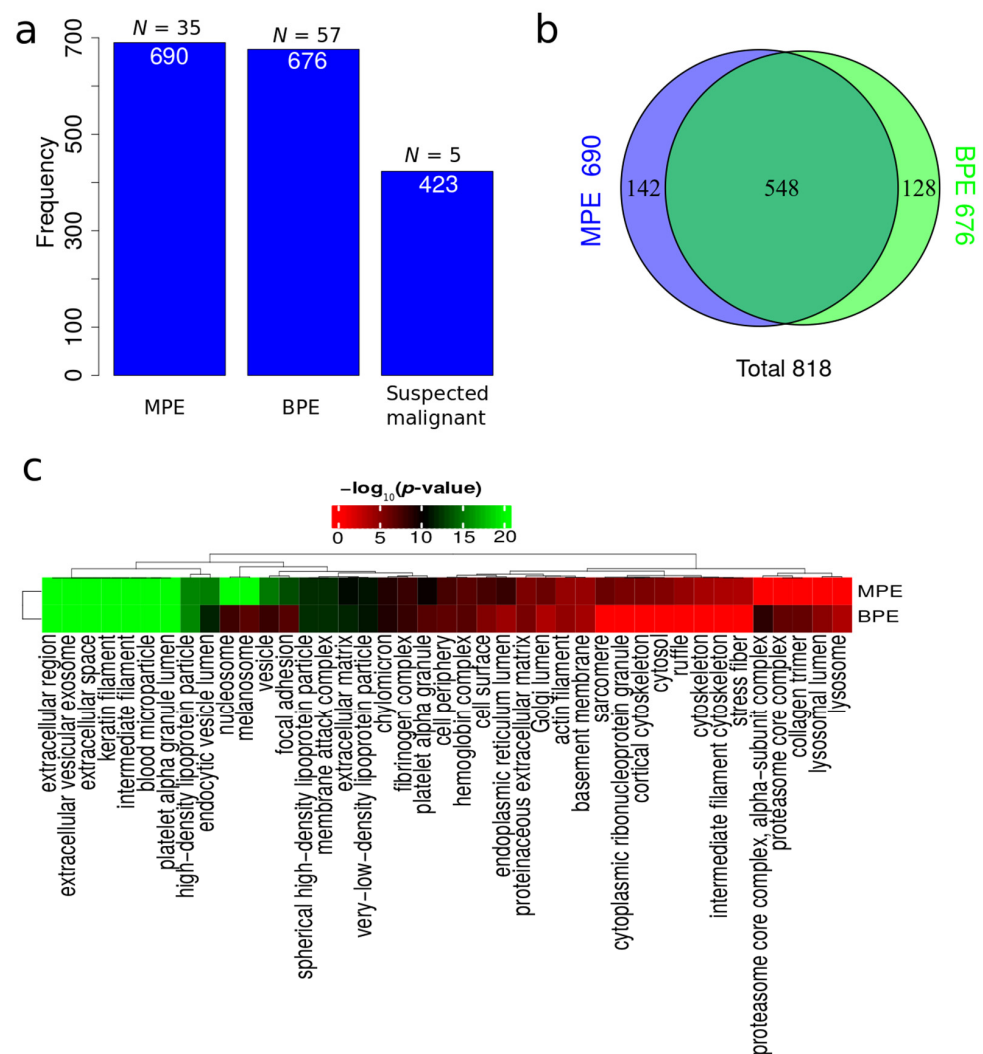 a
N = 35
N = 57
N = 5
690
676
423
Frequency
700
500
300
100
0
MPE
BPE
Suspected
malignant
b
MPE 690
142
548
128
BPE 676
Total 818
c
−log10(p-value)
0 5 10 15 20
MPE
BPE
extracellular region
extracellular vesicular exosome
extracellular space
keratin filament
intermediate filament
blood microparticle
platelet alpha granule lumen
high−density lipoprotein particle
endocytic vesicle lumen
nucleosome
melanosome
vesicle
focal adhesion
spherical high−density lipoprotein particle
membrane attack complex
extracellular matrix
very−low−density lipoprotein particle
chylomicron
fibrinogen complex
platelet alpha granule
cell periphery
hemoglobin complex
cell surface
endoplasmic reticulum lumen
proteinaceous extracellular matrix
Golgi lumen
actin filament
basement membrane
sarcomere
cytoplasmic ribonucleoprotein granule
cortical cytoskeleton
cytosol
ruffle
cytoskeleton
intermediate filament cytoskeleton
stress fiber
proteasome core complex, alpha−subunit complex
proteasome core complex
collagen trimer
lysosomal lumen
lysosome